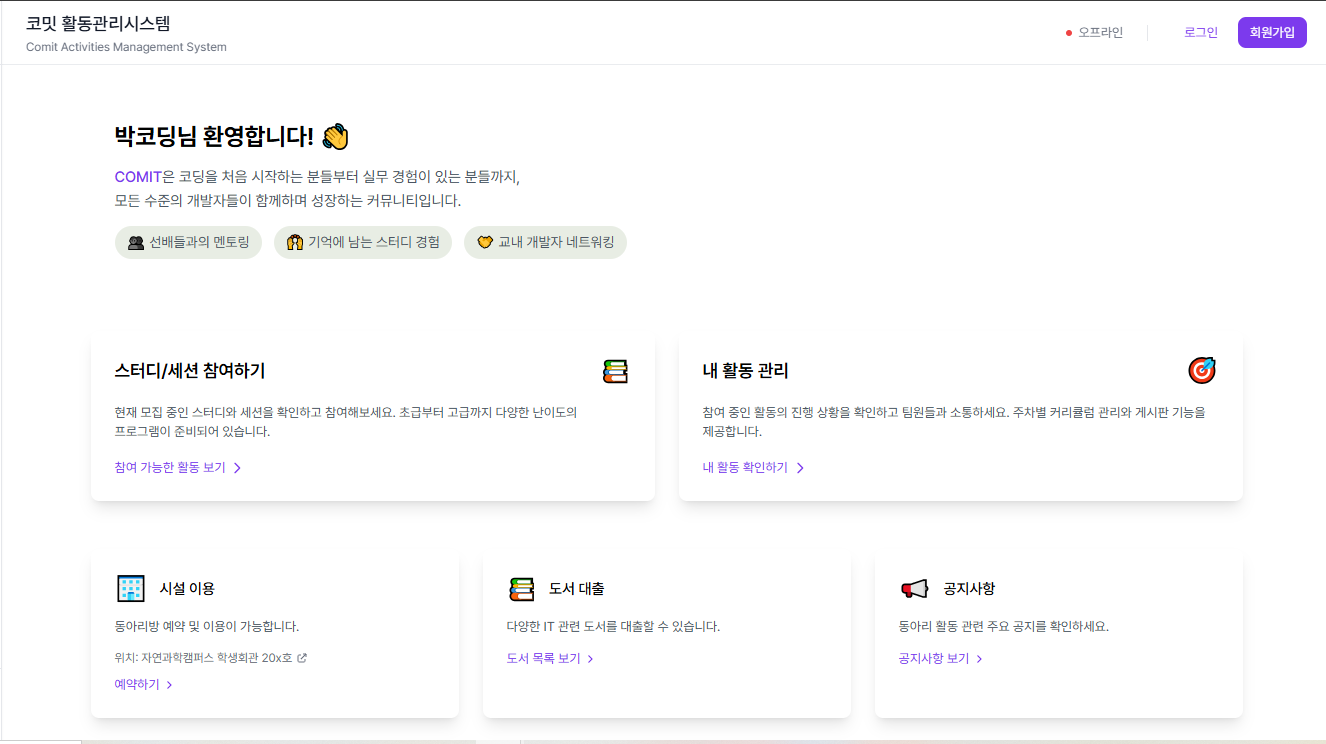 코밋 활동관리시스템
Comit Activities Management System
오프라인
로그인
회원가입
박코딩님 환영합니다!
COMIT은 코딩을 처음 시작하는 분들부터 실무 경험이 있는 분들까지,
모든 수준의 개발자들이 함께하며 성장하는 커뮤니티입니다.
선배들과의 멘토링
기억에 남는 스터디 경험
교내 개발자 네트워킹
스터디/세션 참여하기
현재 모집 중인 스터디와 세션을 확인하고 참여해보세요. 초급부터 고급까지 다양한 난이도의
프로그램이 준비되어 있습니다.
참여 가능한 활동 보기
내 활동 관리
참여 중인 활동의 진행 상황을 확인하고 팀원들과 소통하세요. 주차별 커리큘럼 관리와 게시판 기능을
제공합니다.
내 활동 확인하기
시설 이용
동아리방 예약 및 이용이 가능합니다.
위치: 자연과학캠퍼스 학생회관 20x호
예약하기
도서 대출
다양한 IT 관련 도서를 대출할 수 있습니다.
도서 목록 보기
공지사항
동아리 활동 관련 주요 공지를 확인하세요.
공지사항 보기